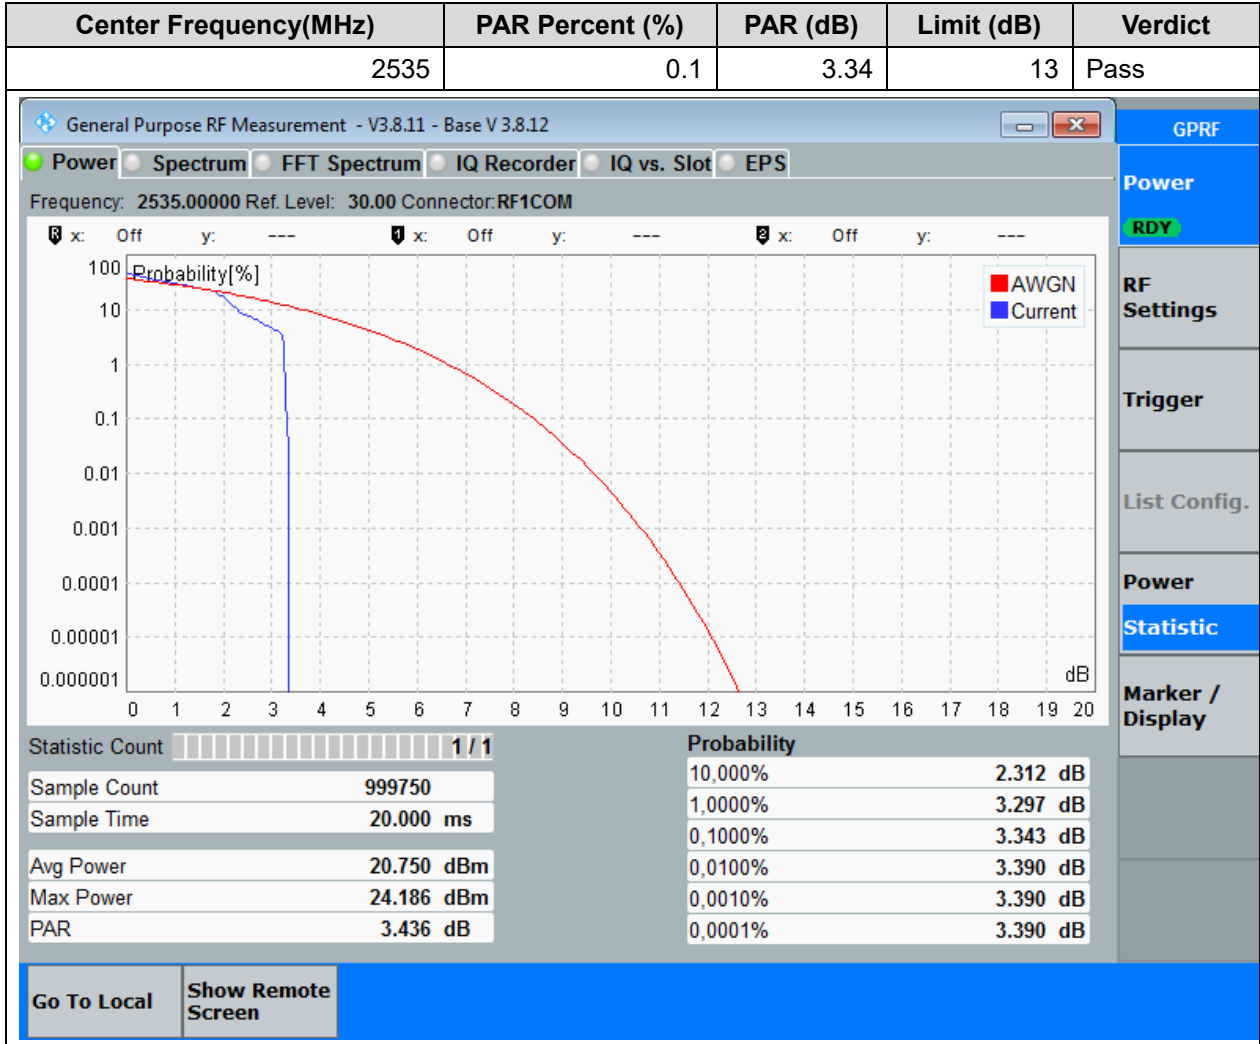 Center Frequency(MHz) PAR Percent (%) PAR (dB) Limit (dB) Verdict
2535 0.1 3.34 13 Pass
General Purpose RF Measurement - V3.8.11 - Base V 3.8.12
GPRF
Power Spectrum FFT Spectrum IQ Recorder IQ vs. Slot EPS
Power
RDY
Frequency: 2535.00000 Ref. Level: 30.00 Connector: RF1COM
R x: Off y: --- 1 x: Off y: --- 2 x: Off y: ---
Probability[%]
AWGN
Current
100
10
1
0.1
0.01
0.001
0.0001
0.00001
0.000001
dB
0 1 2 3 4 5 6 7 8 9 10 11 12 13 14 15 16 17 18 19 20
RF
Settings
Trigger
List Config.
Power
Statistic
Marker /
Display
Statistic Count 1 / 1
Sample Count 999750
Sample Time 20.000 ms
Avg Power 20.750 dBm
Max Power 24.186 dBm
PAR 3.436 dB
Probability
10,000% 2.312 dB
1,0000% 3.297 dB
0,1000% 3.343 dB
0,0100% 3.390 dB
0,0010% 3.390 dB
0,0001% 3.390 dB
Go To Local
Show Remote
Screen